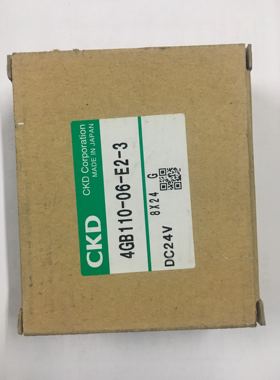 CKD Corporation
MADE IN JAPAN
CKD
4GB110-06-E2-3
8X24 G
DC24V